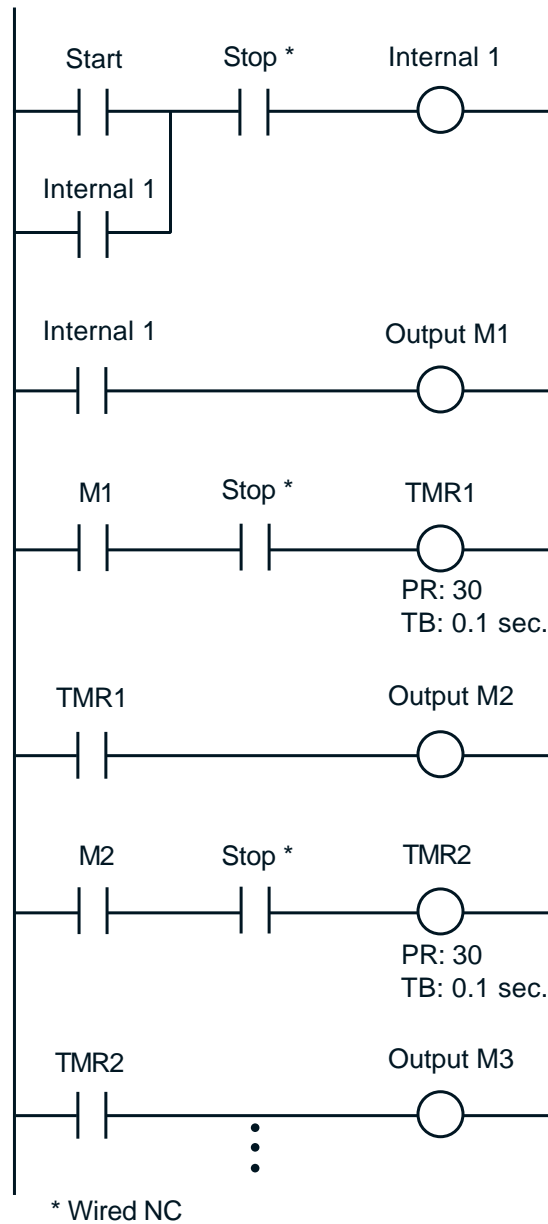 Start Stop * Internal 1
Internal 1
Internal 1 Output M1
M1 Stop * TMR1
PR: 30
TB: 0.1 sec.
TMR1 Output M2
M2 Stop * TMR2
PR: 30
TB: 0.1 sec.
TMR2 Output M3
* Wired NC